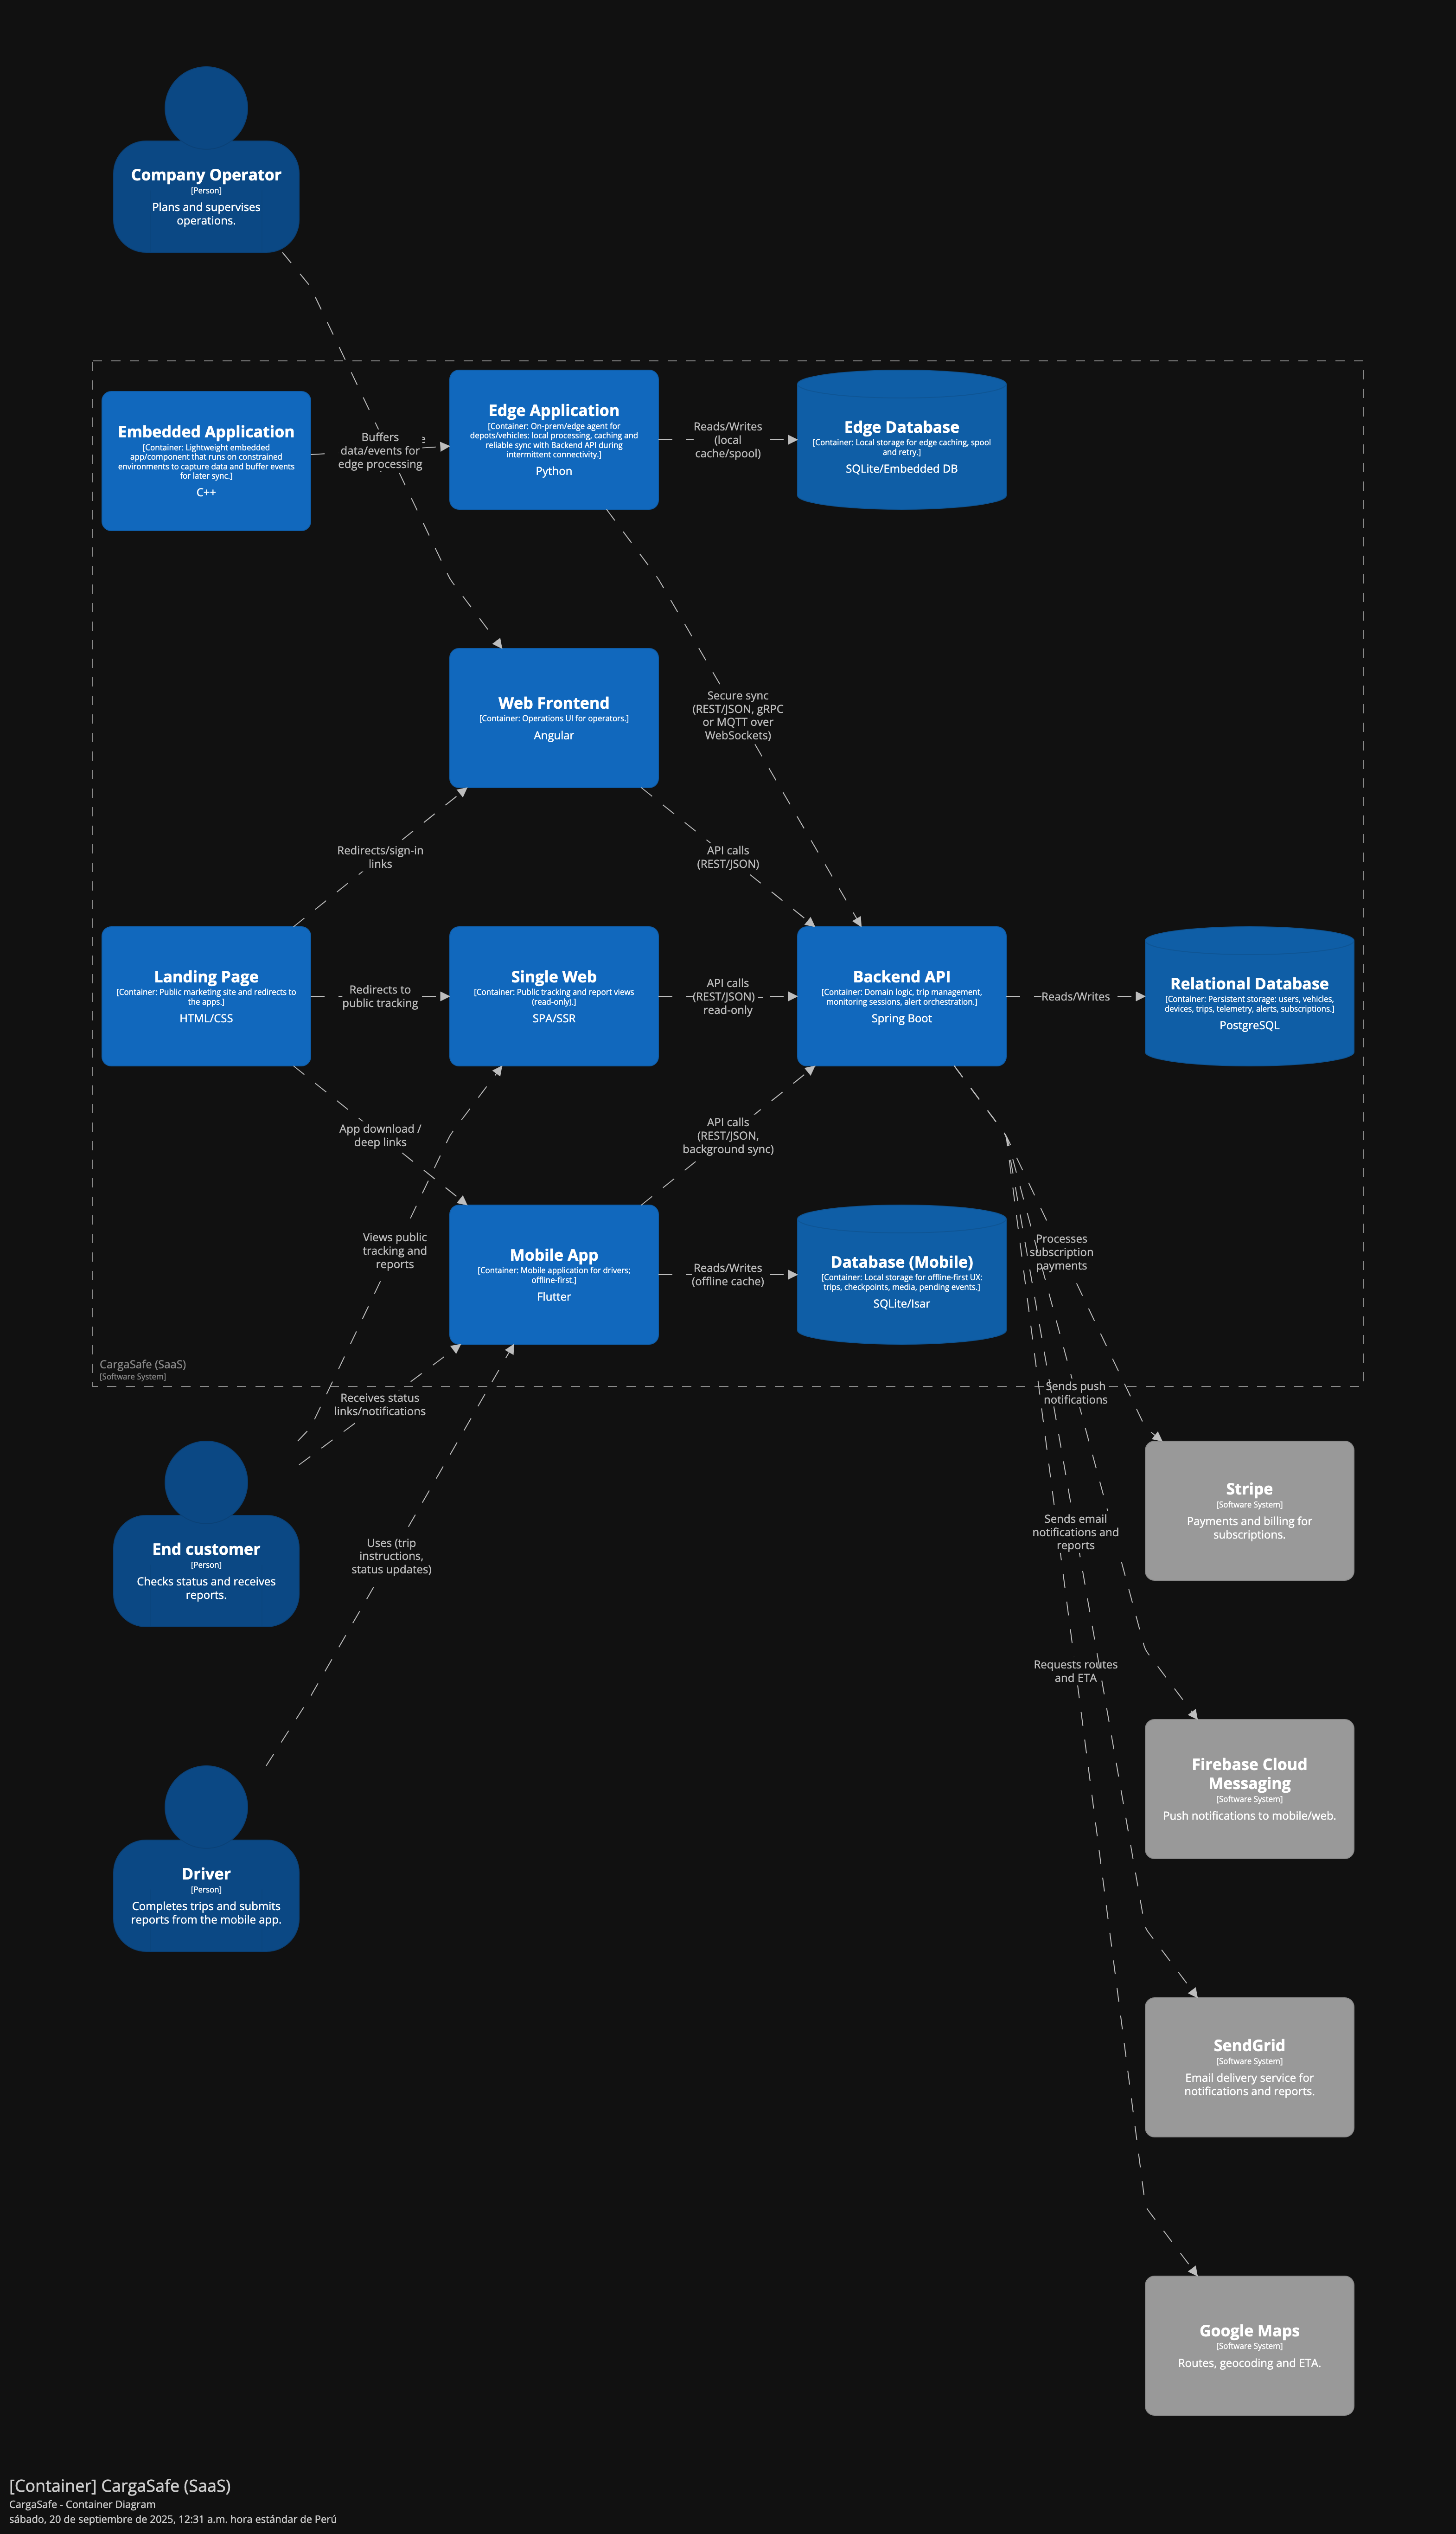 Company Operator
[Person]
Plans and supervises
operations.
Embedded Application
[Container: Lightweight embedded
app/component that runs on constrained
environments to capture data and buffer events
for later sync.]
C++
Buffers
data/events for
edge processing
Edge Application
[Container: On-prem/edge agent for
depots/vehicles: local processing, caching and
reliable sync with Backend API during
intermittent connectivity.]
Python
Reads/Writes
(local
cache/spool)
Edge Database
[Container: Local storage for edge caching, spool
and retry.]
SQLite/Embedded DB
Web Frontend
[Container: Operations UI for operators.]
Angular
Secure sync
(REST/JSON, gRPC
or MQTT over
WebSockets)
Redirects/sign-in
links
API calls
(REST/JSON)
Landing Page
[Container: Public marketing site and redirects to
the apps.]
HTML/CSS
Redirects to
public tracking
Single Web
[Container: Public tracking and report views
(read-only).]
SPA/SSR
API calls
(REST/JSON) –
read-only
Backend API
[Container: Domain logic, trip management,
monitoring sessions, alert orchestration.]
Spring Boot
Reads/Writes
Relational Database
[Container: Persistent storage: users, vehicles,
devices, trips, telemetry, alerts, subscriptions.]
PostgreSQL
App download /
deep links
API calls
(REST/JSON,
background sync)
Views public
tracking and
reports
Mobile App
[Container: Mobile application for drivers;
offline-first.]
Flutter
Reads/Writes
(offline cache)
Database (Mobile)
[Container: Local storage for offline-first UX:
trips, checkpoints, media, pending events.]
SQLite/Isar
Processes
subscription
payments
CargaSafe (SaaS)
[Software System]
Receives status
links/notifications
Sends push
notifications
End customer
[Person]
Checks status and receives
reports.
Uses (trip
instructions,
status updates)
Sends email
notifications and
reports
Stripe
[Software System]
Payments and billing for
subscriptions.
Requests routes
and ETA
Firebase Cloud
Messaging
[Software System]
Push notifications to mobile/web.
Driver
[Person]
Completes trips and submits
reports from the mobile app.
SendGrid
[Software System]
Email delivery service for
notifications and reports.
Google Maps
[Software System]
Routes, geocoding and ETA.
[Container] CargaSafe (SaaS)
CargaSafe - Container Diagram
sábado, 20 de septiembre de 2025, 12:31 a.m. hora estándar de Perú